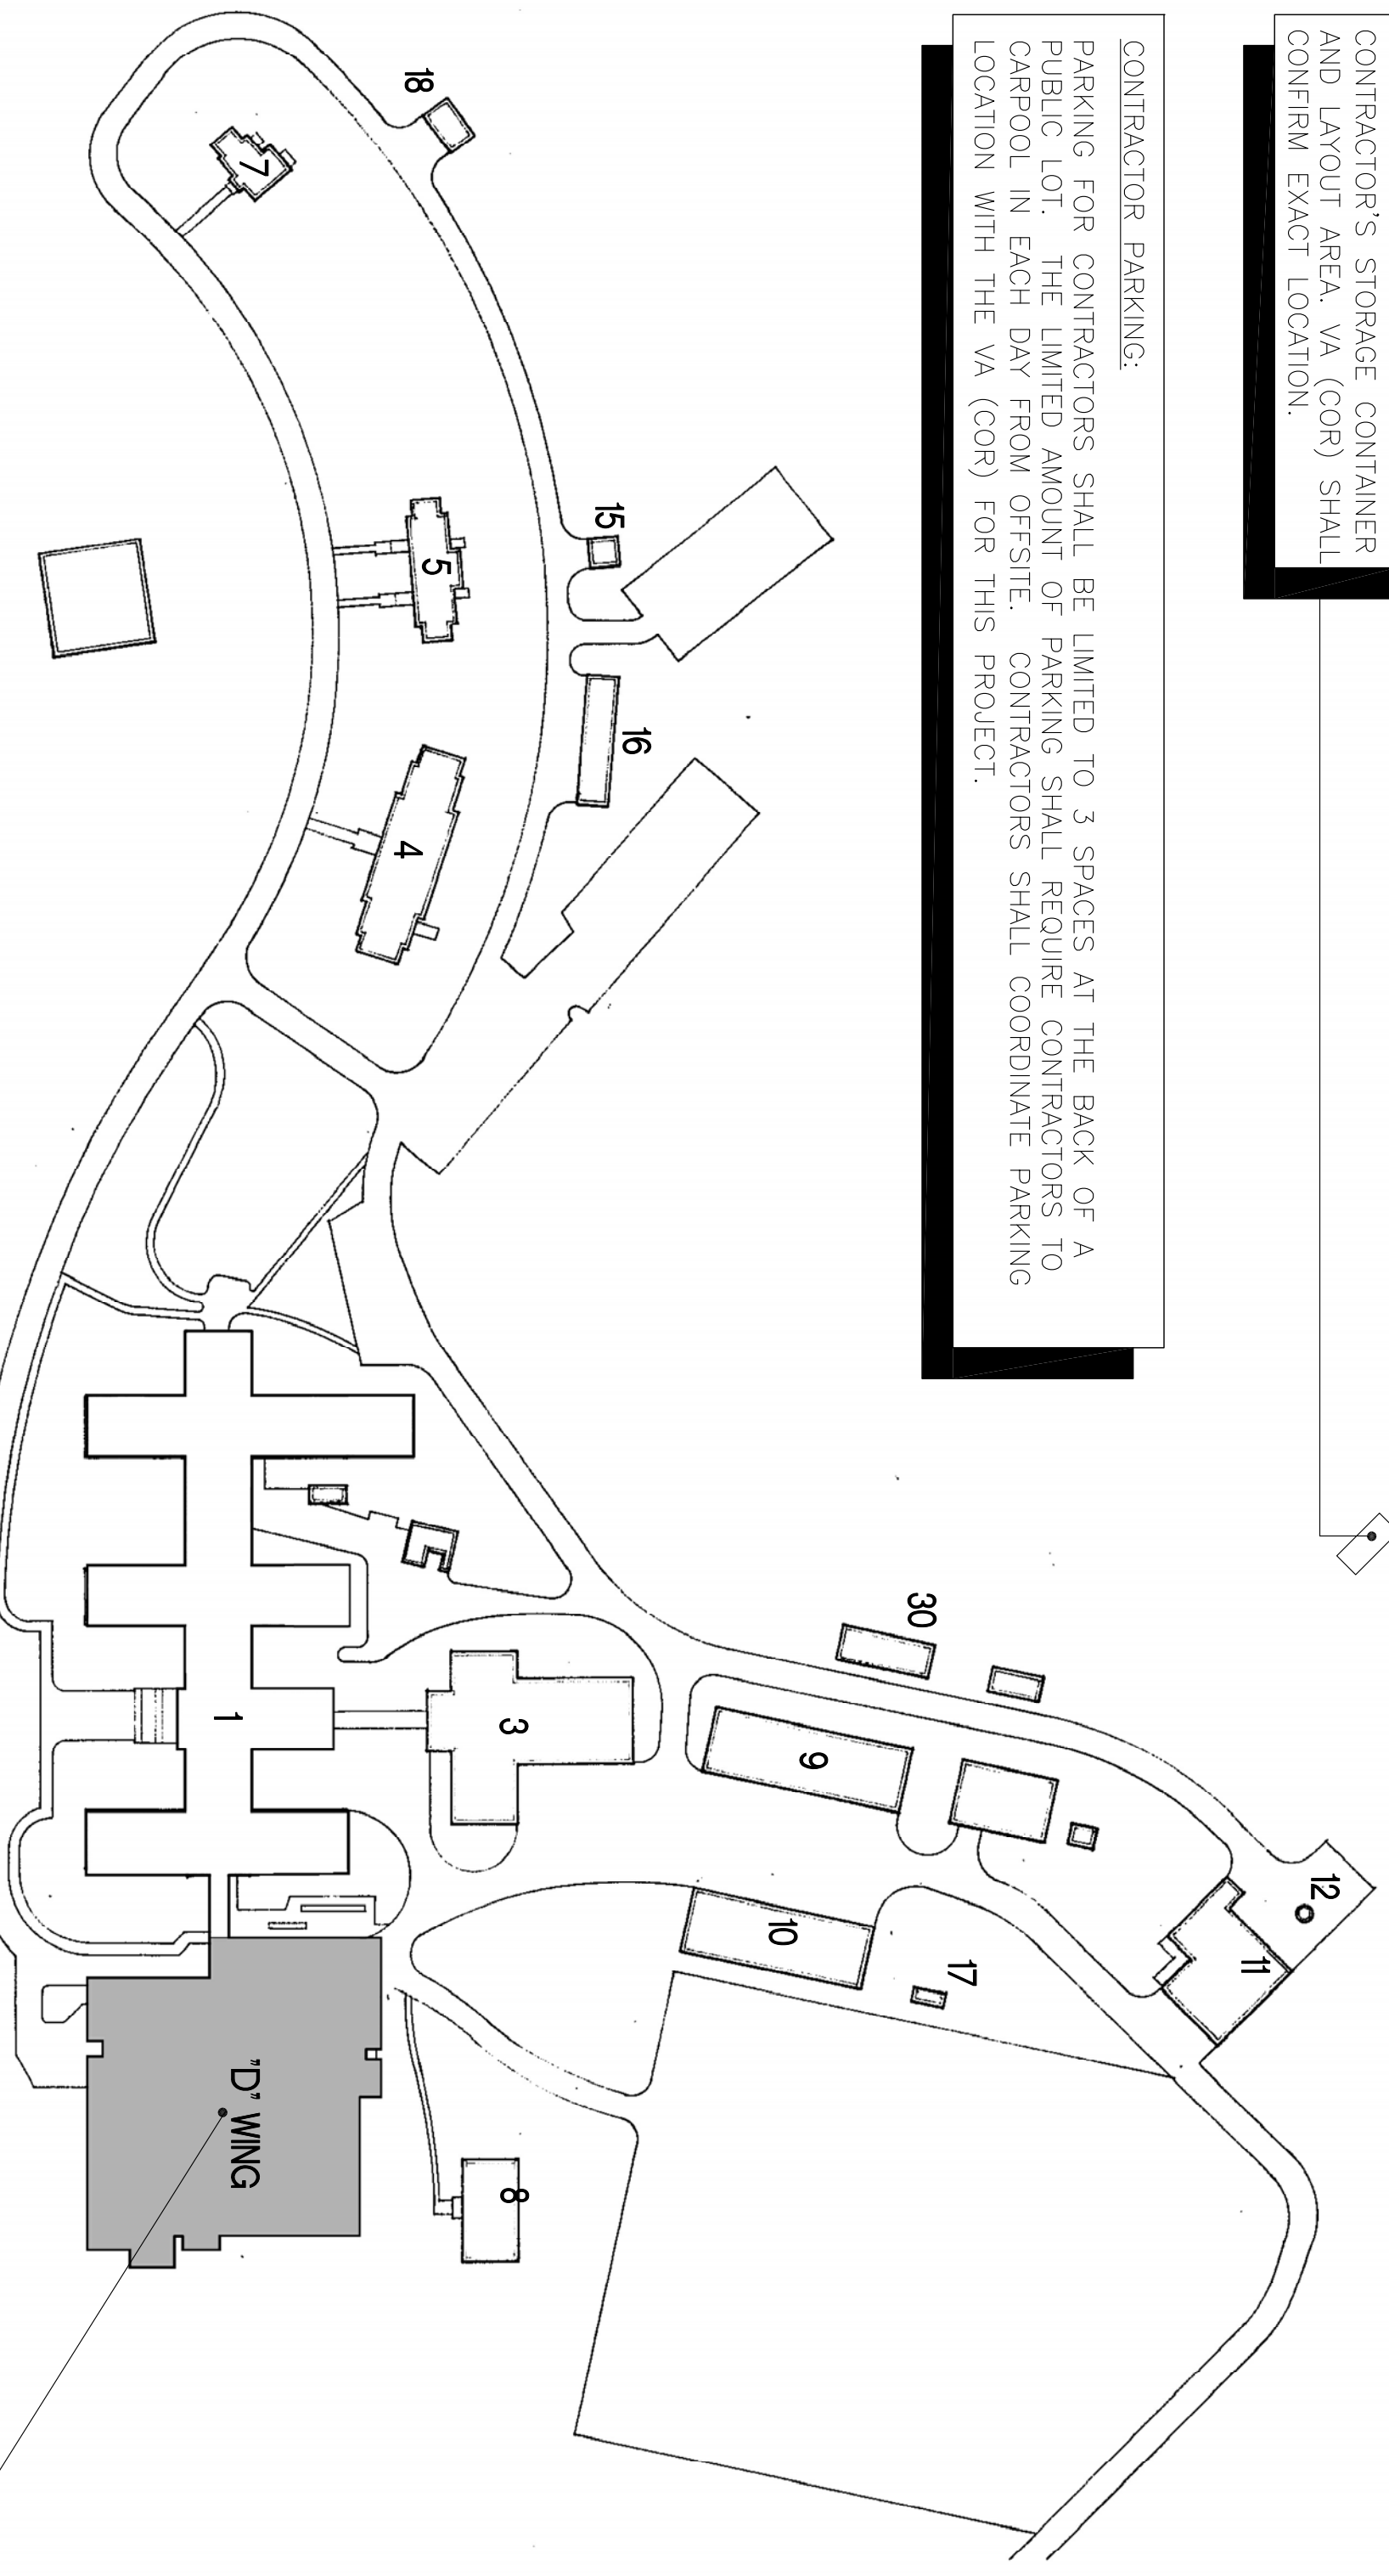 CONTRACTOR'S STORAGE CONTAINER
AND LAYOUT AREA. VA (COR) SHALL
CONFIRM EXACT LOCATION.
CONTRACTOR PARKING:
PARKING FOR CONTRACTORS SHALL BE LIMITED TO 3 SPACES AT THE BACK OF A
PUBLIC LOT. THE LIMITED AMOUNT OF PARKING SHALL REQUIRE CONTRACTORS TO
CARPOOL IN EACH DAY FROM OFFSITE. CONTRACTORS SHALL COORDINATE PARKING
LOCATION WITH THE VA (COR) FOR THIS PROJECT.
18
7
15
5
16
4
30
12
11
9
3
1
10
17
8
"D" WING